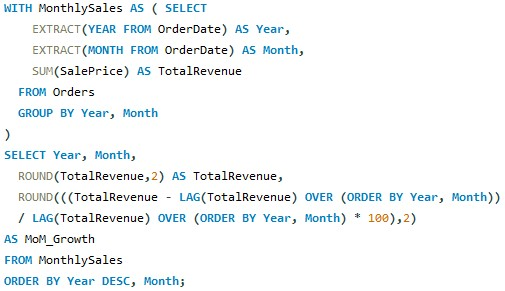 WITH MonthlySales AS ( SELECT
EXTRACT(YEAR FROM OrderDate) AS Year,
EXTRACT(MONTH FROM OrderDate) AS Month,
SUM(SalePrice) AS TotalRevenue
FROM Orders
GROUP BY Year, Month
)
SELECT Year, Month,
ROUND(TotalRevenue,2) AS TotalRevenue,
ROUND(((TotalRevenue - LAG(TotalRevenue) OVER (ORDER BY Year, Month))
/ LAG(TotalRevenue) OVER (ORDER BY Year, Month) * 100),2)
AS MoM_Growth
FROM MonthlySales
ORDER BY Year DESC, Month;